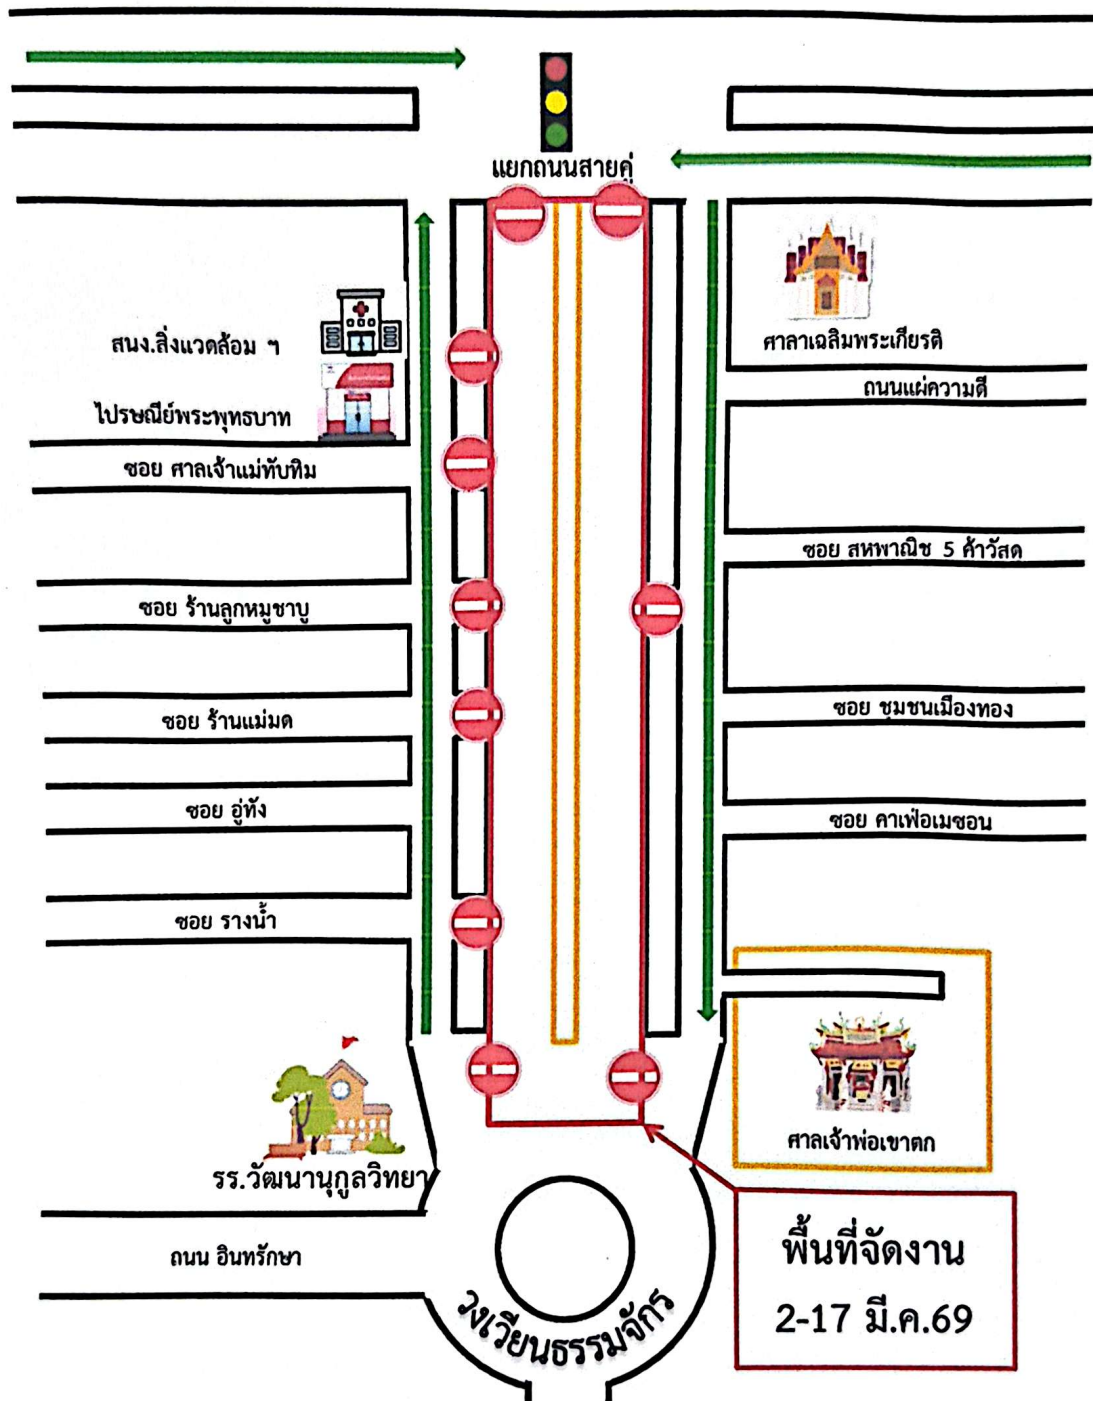 แยกถนนสายคู่
ศาลาเฉลิมพระเกียรติ
สนง.สิ่งแวดล้อม ฯ
ถนนแผ่ความดี
ไปรษณีย์พระพุทธบาท
ซอย ศาลเจ้าแม่ทับทิม
ซอย สหพาณิช 5 ค้าวัสด
ซอย ร้านลูกหมูชาบู
ซอย ร้านแม่มด
ซอย ชุมชนเมืองทอง
ซอย อู่ทัง
ซอย คาเฟ่อเมซอน
ซอย รางน้ำ
ศาลเจ้าพ่อเขาตก
รร.วัฒนานุกูลวิทยา
ถนน อินทรักษา
วงเวียนธรรมจักร
พื้นที่จัดงาน
2-17 มี.ค.69